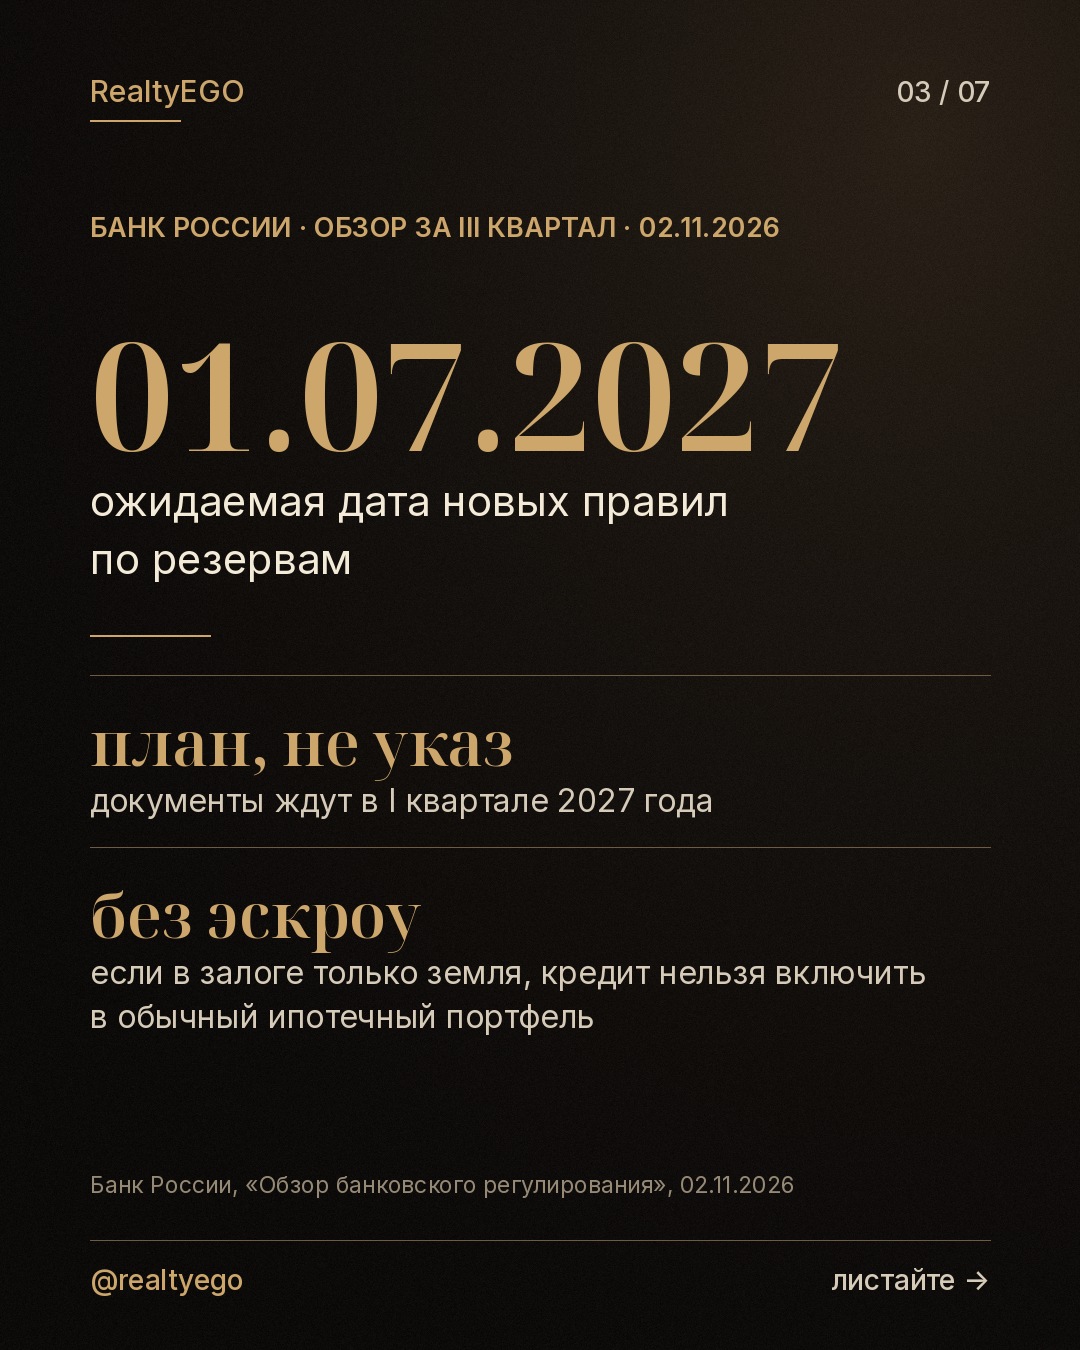 RealtyEGO
03 / 07
БАНК РОССИИ · ОБЗОР ЗА III КВАРТАЛ · 02.11.2026
01.07.2027
ожидаемая дата новых правил
по резервам
план, не указ
документы ждут в I квартале 2027 года
без эскроу
если в залоге только земля, кредит нельзя включить
в обычный ипотечный портфель
Банк России, «Обзор банковского регулирования», 02.11.2026
@realtyego
листайте →